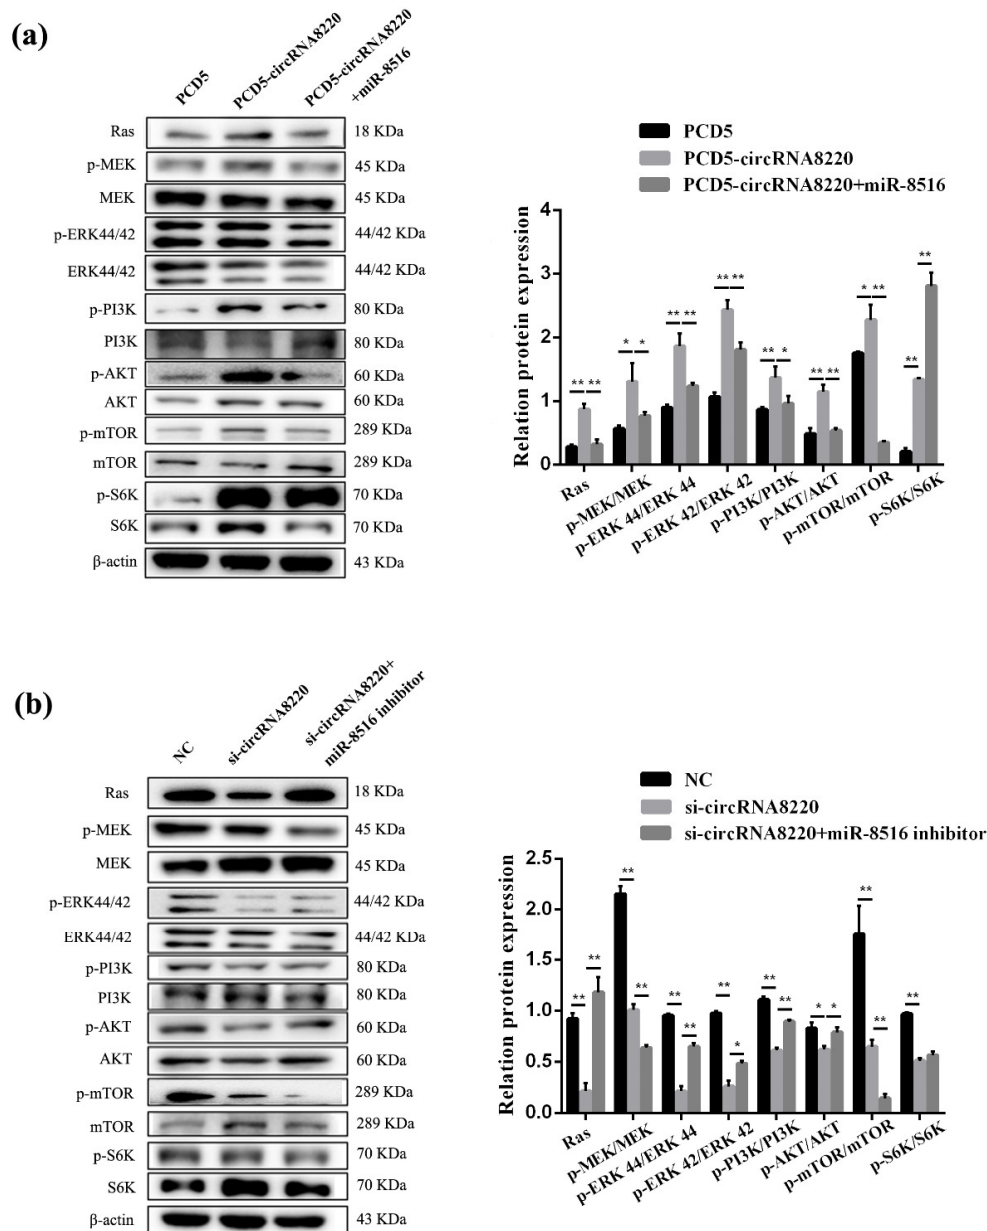 (a)
PCD5
PCD5-circRNA8220
PCD5-circRNA8220
+miR-8516
Ras 18 KDa
p-MEK 45 KDa
MEK 45 KDa
p-ERK44/42 44/42 KDa
ERK44/42 44/42 KDa
p-PI3K 80 KDa
PI3K 80 KDa
p-AKT 60 KDa
AKT 60 KDa
p-mTOR 289 KDa
mTOR 289 KDa
p-S6K 70 KDa
S6K 70 KDa
β-actin 43 KDa
PCD5
PCD5-circRNA8220
PCD5-circRNA8220+miR-8516
Relation protein expression
4
3
2
1
0
** ** * * ** ** ** ** ** * ** ** * ** ** **
Ras
p-MEK/MEK
p-ERK 44/ERK 44
p-ERK 42/ERK 42
p-PI3K/PI3K
p-AKT/AKT
p-mTOR/mTOR
p-S6K/S6K
(b)
NC
si-circRNA8220
si-circRNA8220+
miR-8516 inhibitor
Ras 18 KDa
p-MEK 45 KDa
MEK 45 KDa
p-ERK44/42 44/42 KDa
ERK44/42 44/42 KDa
p-PI3K 80 KDa
PI3K 80 KDa
p-AKT 60 KDa
AKT 60 KDa
p-mTOR 289 KDa
mTOR 289 KDa
p-S6K 70 KDa
S6K 70 KDa
β-actin 43 KDa
NC
si-circRNA8220
si-circRNA8220+miR-8516 inhibitor
Relation protein expression
2.5
2.0
1.5
1.0
0.5
0.0
** ** ** ** ** ** ** * ** ** * * ** ** **
Ras
p-MEK/MEK
p-ERK 44/ERK 44
p-ERK 42/ERK 42
p-PI3K/PI3K
p-AKT/AKT
p-mTOR/mTOR
p-S6K/S6K